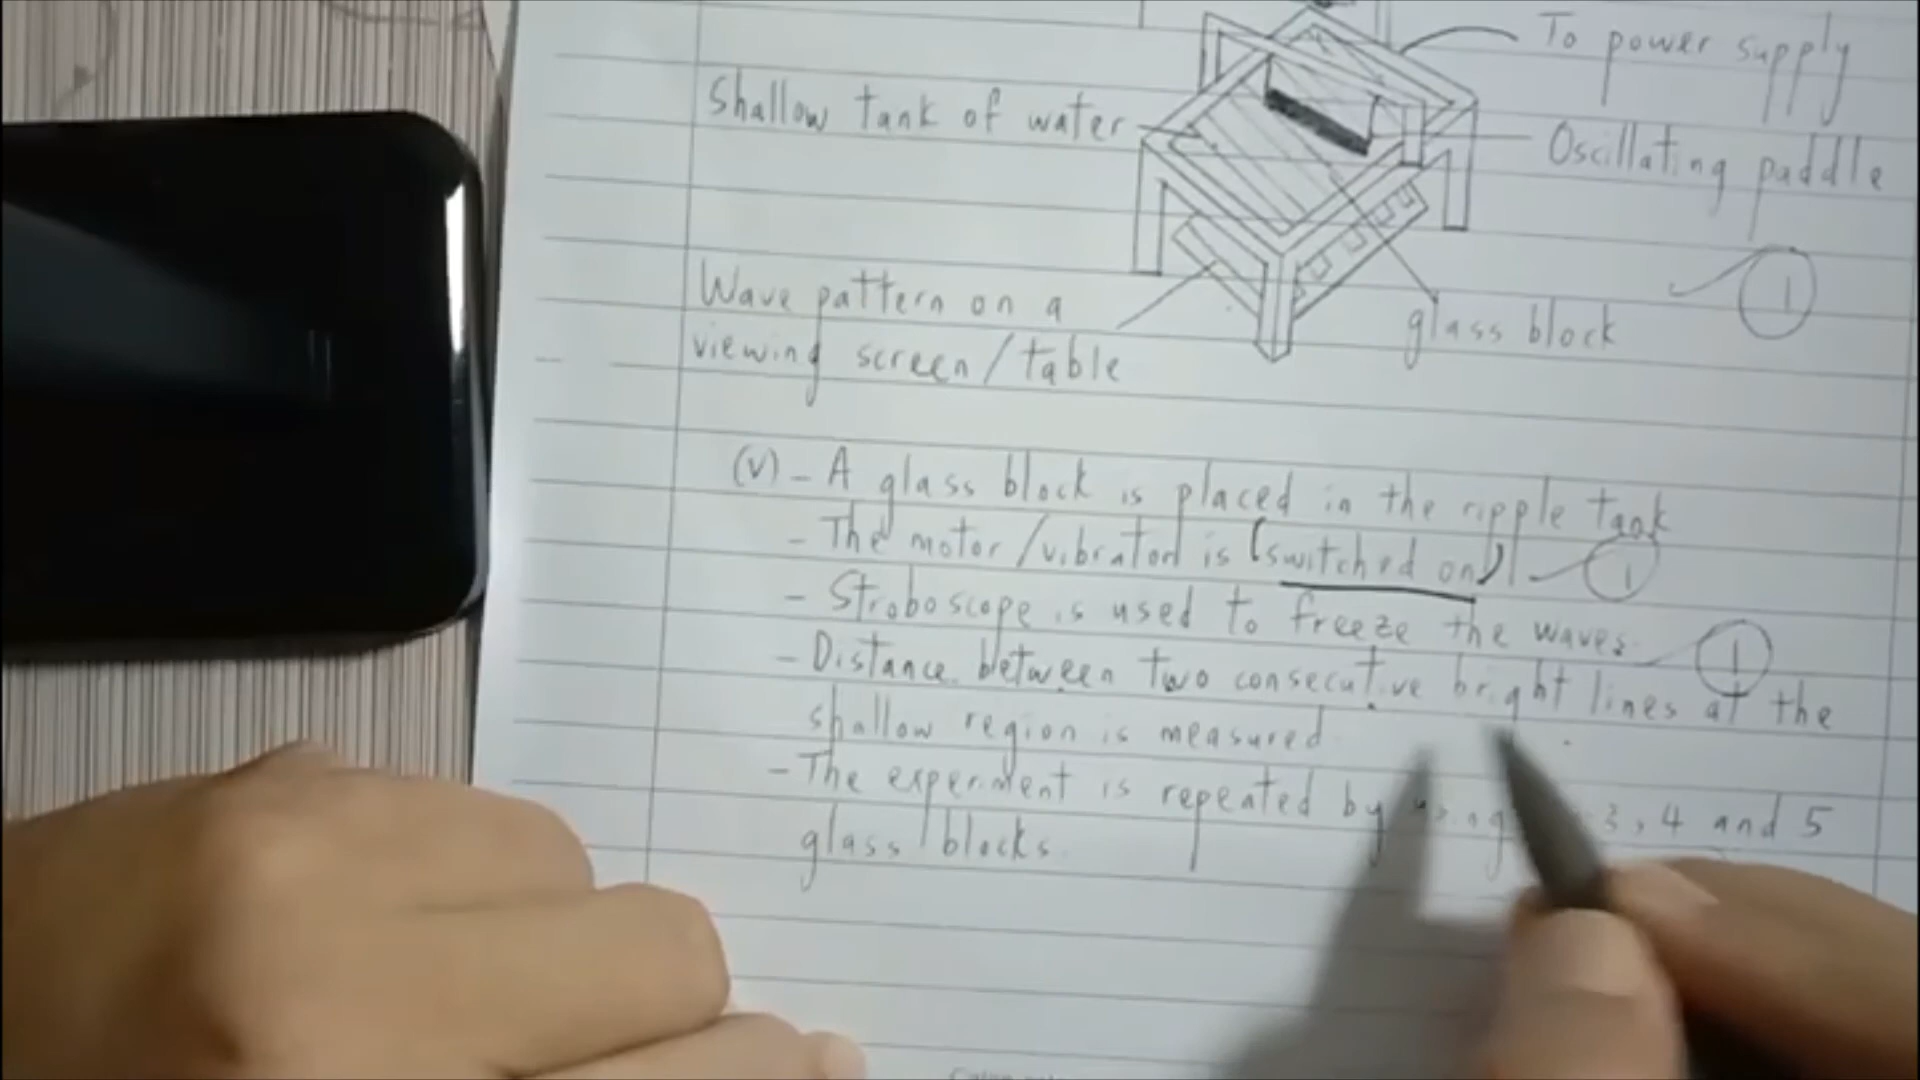 To power supply
Shallow tank of water
Oscillating paddle
Wave pattern on a
viewing screen/table
glass block
1
(v) - A glass block is placed in the ripple tank
- The motor/vibrator is (switched on) 1
- Stroboscope is used to freeze the waves. 1
- Distance between two consecutive bright lines at the
shallow region is measured
- The experiment is repeated by 3, 4 and 5
glass blocks